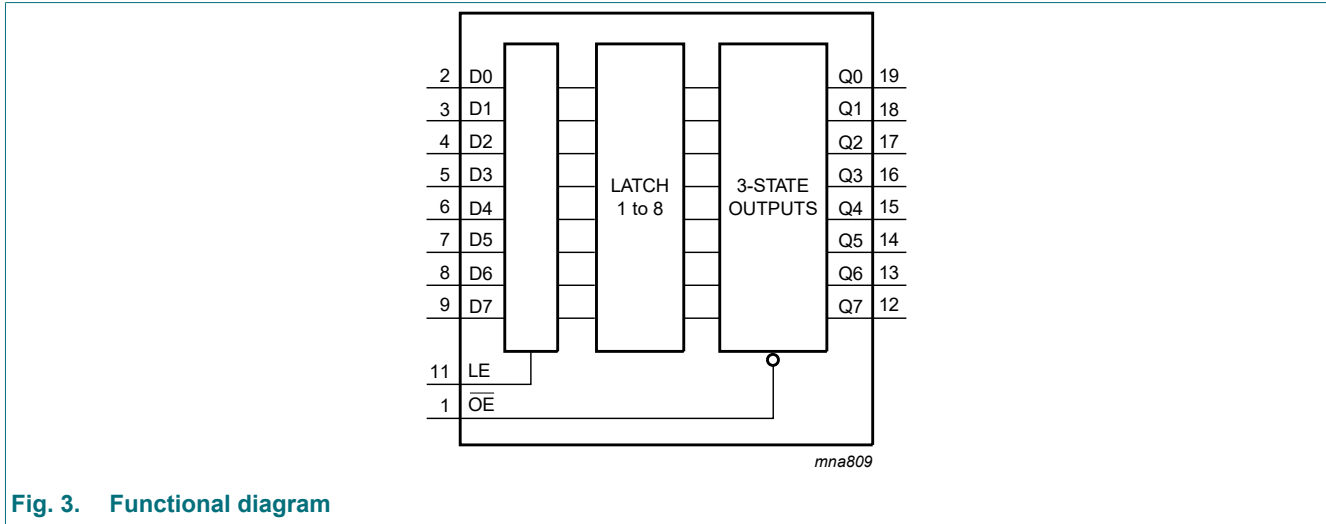 2 D0 Q0 19
3 D1 Q1 18
4 D2 Q2 17
5 D3 Q3 16
6 D4 Q4 15
7 D5 Q5 14
8 D6 Q6 13
9 D7 Q7 12
LATCH
1 to 8
3-STATE
OUTPUTS
11 LE
1 O̅E̅
mna809
Fig. 3. Functional diagram